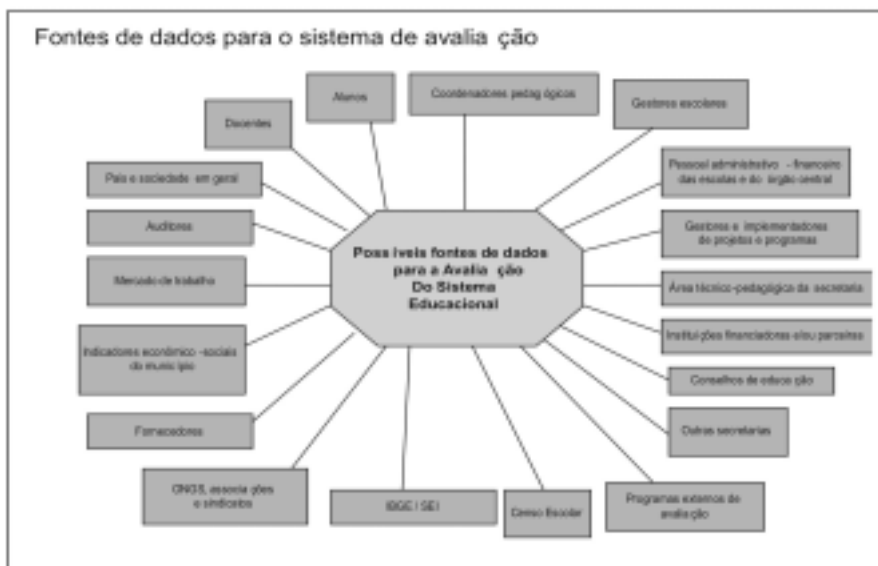 Fontes de dados para o sistema de avalia ção
Alunos
Coordenadores pedag ógicos
Gestores escolares
Docentes
Pais e sociedade em geral
Pessoal administrativo - financeiro
das escolas e do órgão central
Auditores
Gestores e implementadores
de projetos e programas
Poss íveis fontes de dados
para a Avalia ção
Do Sistema
Educacional
Mercado de trabalho
Área técnico-pedagógica da secretaria
Institui ções financiadoras e/ou parceiras
Indicadores econômico -sociais
do municí pio
Conselhos de educa ção
Fornecedores
Outras secretarias
ONGS, associa ções
e sindicatos
IBGE / SEI
Censo Escolar
Programas externos de
avalia ção